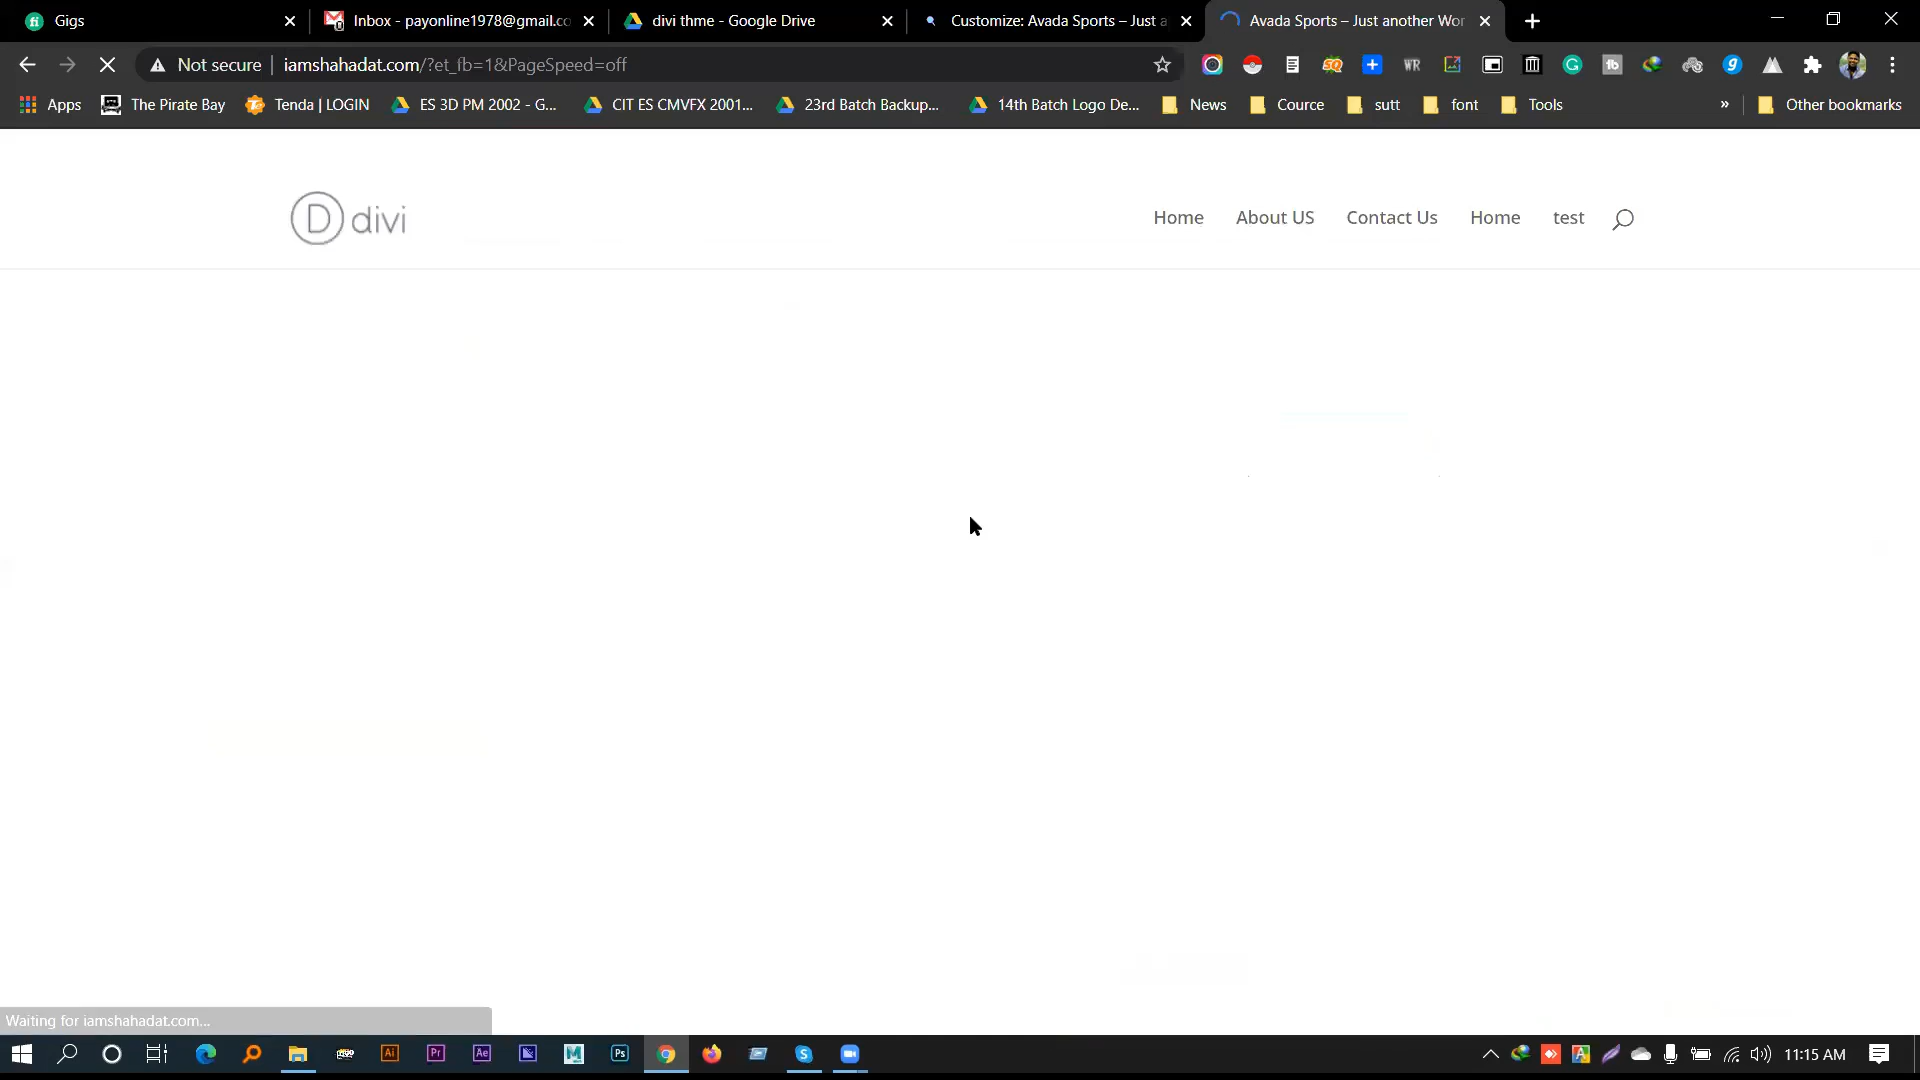 Gigs
Inbox - payonline1978@gmail.co
divi thme - Google Drive
Customize: Avada Sports – Just a
Avada Sports – Just another Wor
Not secure
iamshahadat.com/?et_fb=1&PageSpeed=off
Apps
The Pirate Bay
Tenda | LOGIN
ES 3D PM 2002 - G...
CIT ES CMVFX 2001...
23rd Batch Backup...
14th Batch Logo De...
News
Cource
sutt
font
Tools
»
Other bookmarks
D divi
Home
About US
Contact Us
Home
test
Waiting for iamshahadat.com...
11:15 AM